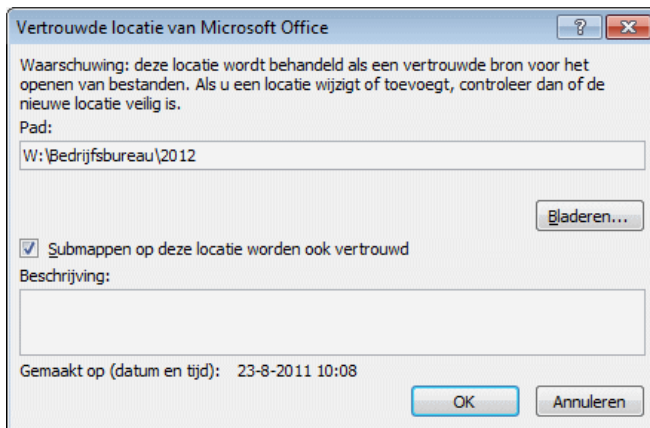 Vertrouwde locatie van Microsoft Office
Waarschuwing: deze locatie wordt behandeld als een vertrouwde bron voor het
openen van bestanden. Als u een locatie wijzigt of toevoegt, controleer dan of de
nieuwe locatie veilig is.
Pad:
W:\Bedrijfsbureau\2012
Bladeren...
Submappen op deze locatie worden ook vertrouwd
Beschrijving:
Gemaakt op (datum en tijd): 23-8-2011 10:08
OK Annuleren